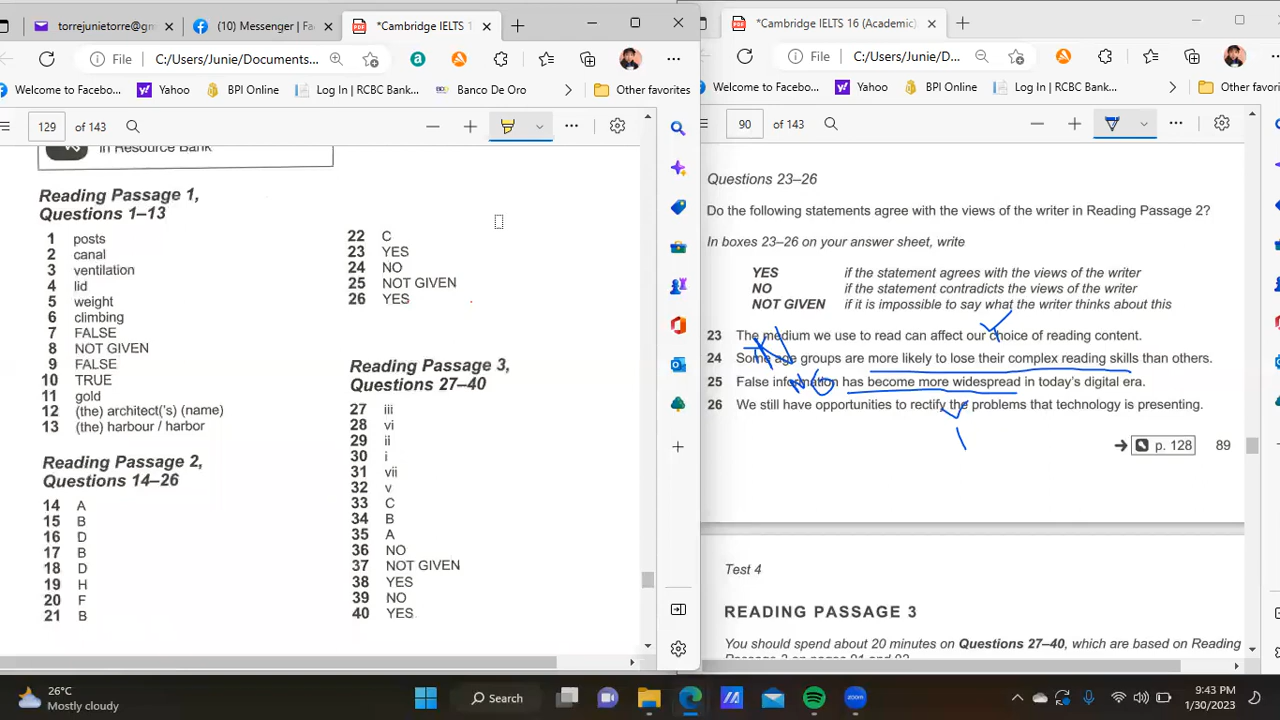 torrejunietorre@gm
(10) Messenger | Fa
*Cambridge IELTS 1
File
C:/Users/Junie/Documents...
Welcome to Facebo...
Yahoo
BPI Online
Log In | RCBC Bank...
Banco De Oro
Other favorites
129 of 143
in Resource Bank
Reading Passage 1,
Questions 1–13
1 posts
2 canal
3 ventilation
4 lid
5 weight
6 climbing
7 FALSE
8 NOT GIVEN
9 FALSE
10 TRUE
11 gold
12 (the) architect('s) (name)
13 (the) harbour / harbor
Reading Passage 2,
Questions 14–26
14 A
15 B
16 D
17 B
18 D
19 H
20 F
21 B
22 C
23 YES
24 NO
25 NOT GIVEN
26 YES
Reading Passage 3,
Questions 27–40
27 iii
28 vi
29 ii
30 i
31 vii
32 v
33 C
34 B
35 A
36 NO
37 NOT GIVEN
38 YES
39 NO
40 YES
*Cambridge IELTS 16 (Academic)
File
C:/Users/Junie/D...
Welcome to Facebo...
Yahoo
BPI Online
Log In | RCBC Bank...
Other favor
90 of 143
Questions 23–26
Do the following statements agree with the views of the writer in Reading Passage 2?
In boxes 23–26 on your answer sheet, write
YES if the statement agrees with the views of the writer
NO if the statement contradicts the views of the writer
NOT GIVEN if it is impossible to say what the writer thinks about this
23 The medium we use to read can affect our choice of reading content.
24 Some age groups are more likely to lose their complex reading skills than others.
NO
25 False information has become more widespread in today's digital era.
26 We still have opportunities to rectify the problems that technology is presenting.
p. 128 89
Test 4
READING PASSAGE 3
You should spend about 20 minutes on Questions 27–40, which are based on Reading
26°C
Mostly cloudy
Search
9:43 PM
1/30/2023